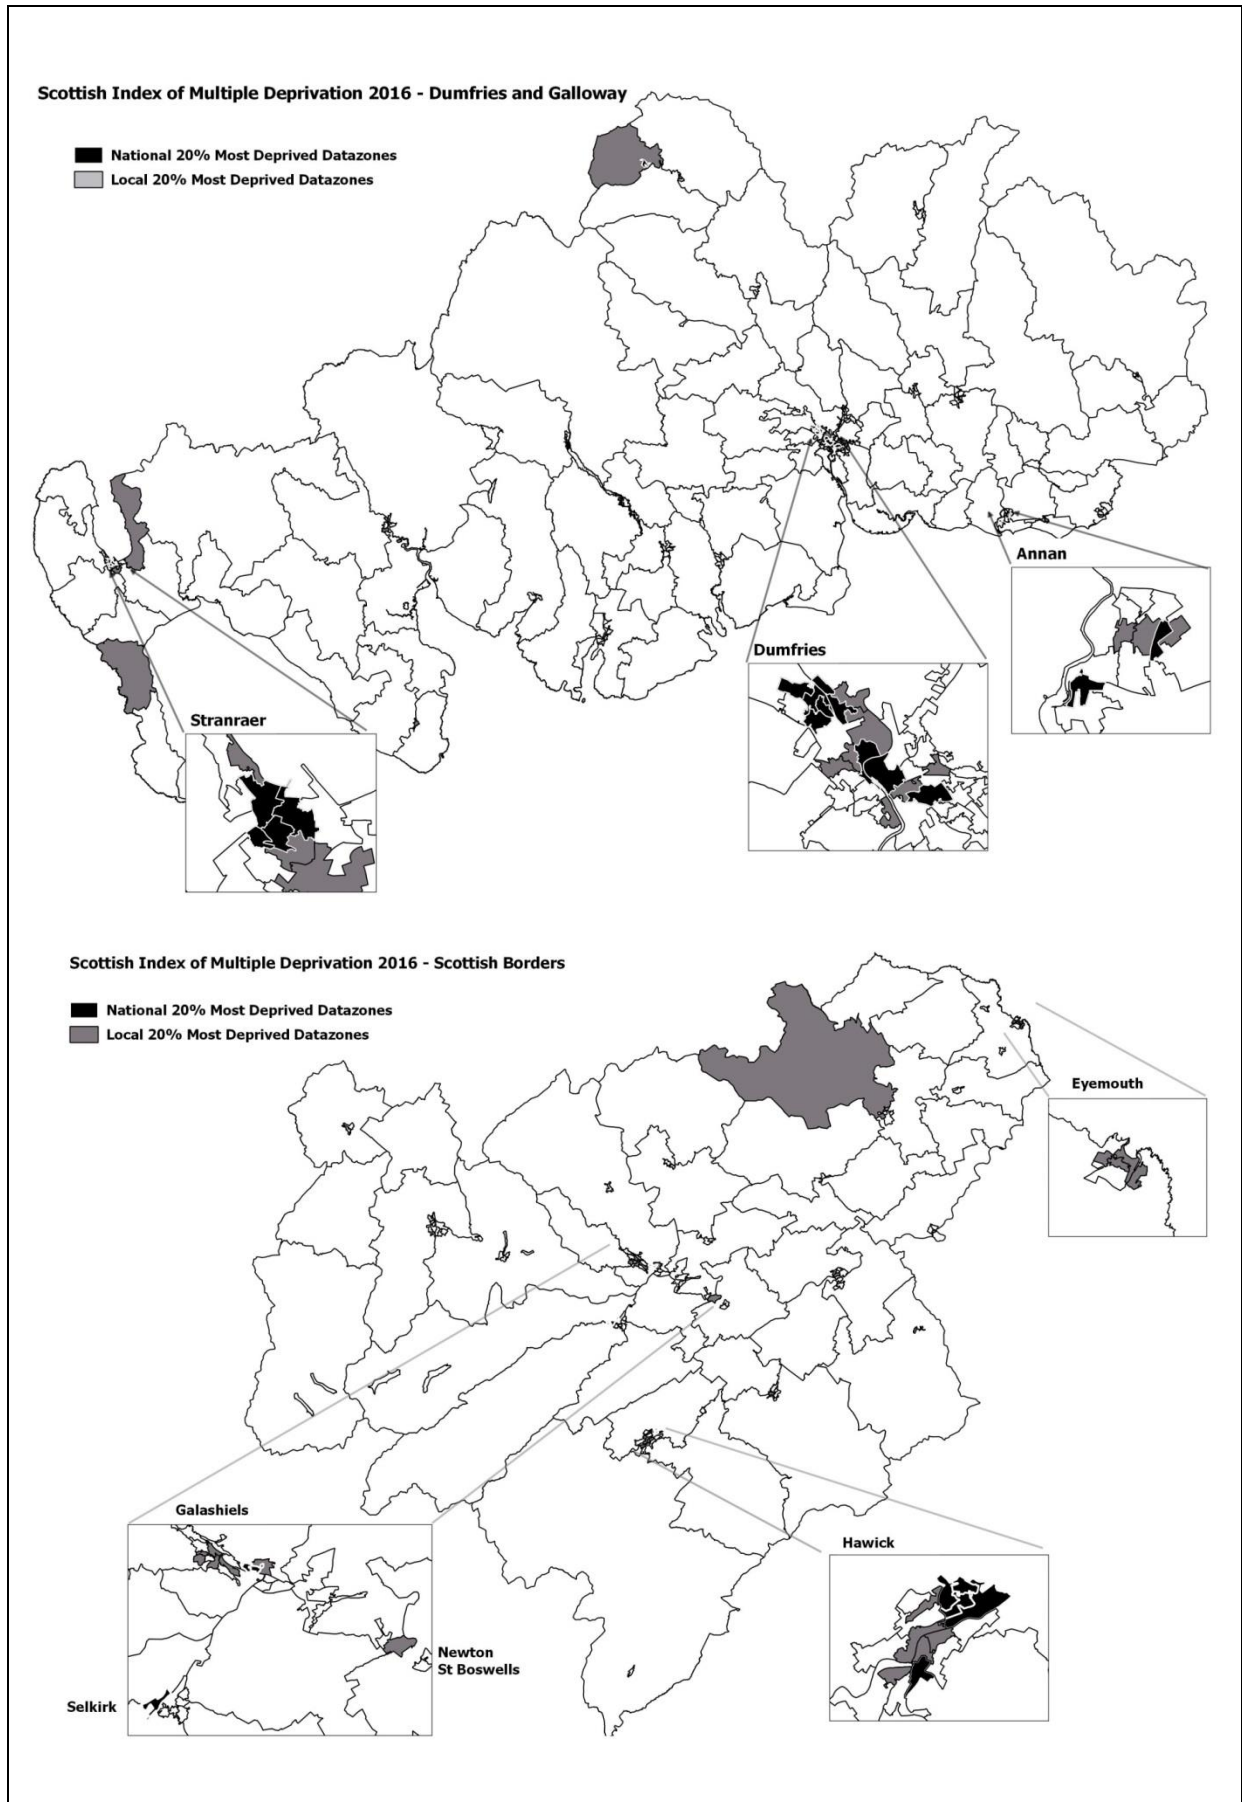 Scottish Index of Multiple Deprivation 2016 - Dumfries and Galloway
National 20% Most Deprived Datazones
Local 20% Most Deprived Datazones
Annan
Dumfries
Stranraer
Scottish Index of Multiple Deprivation 2016 - Scottish Borders
National 20% Most Deprived Datazones
Local 20% Most Deprived Datazones
Eyemouth
Galashiels
Hawick
Newton
St Boswells
Selkirk